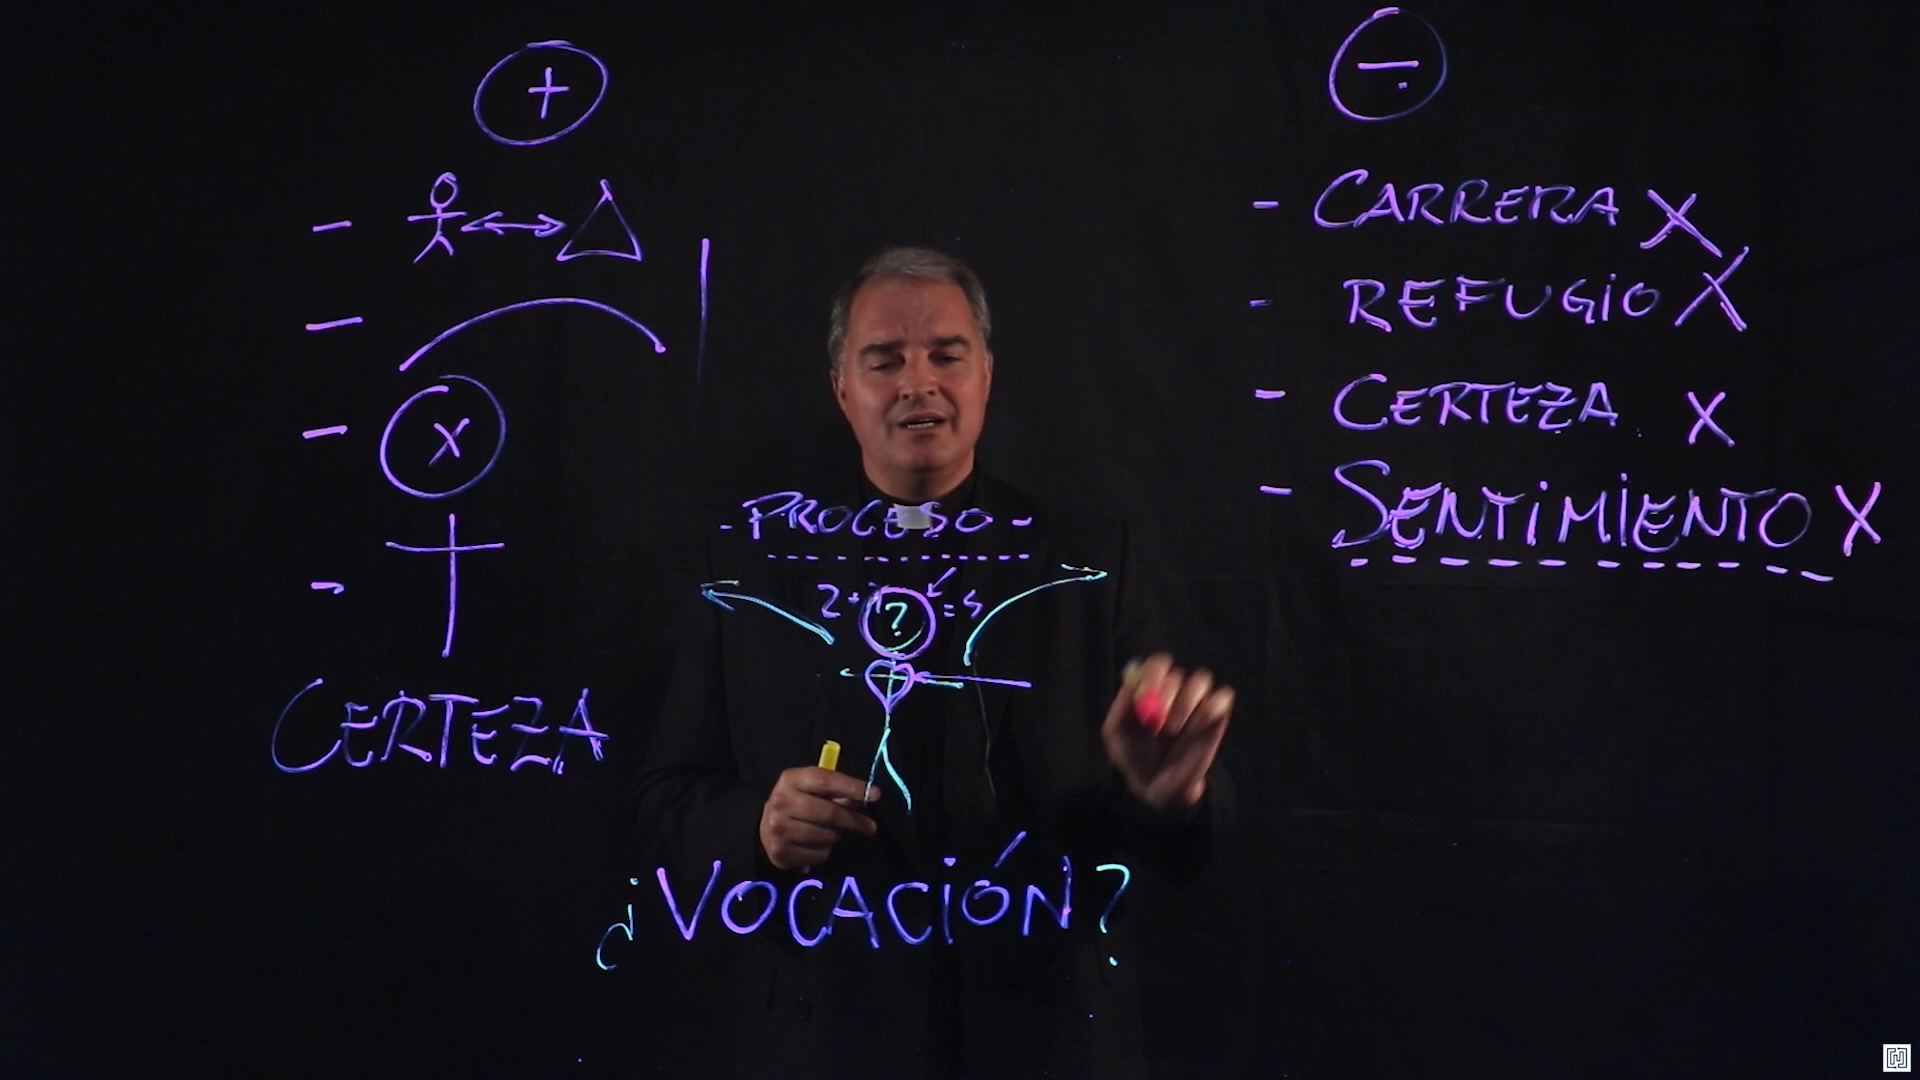 +
-
- CARRERA X
- REFUGIO X
- X
- CERTEZA X
- SENTIMIENTO X
- PROCESO -
?
CERTEZA
¿VOCACIÓN?